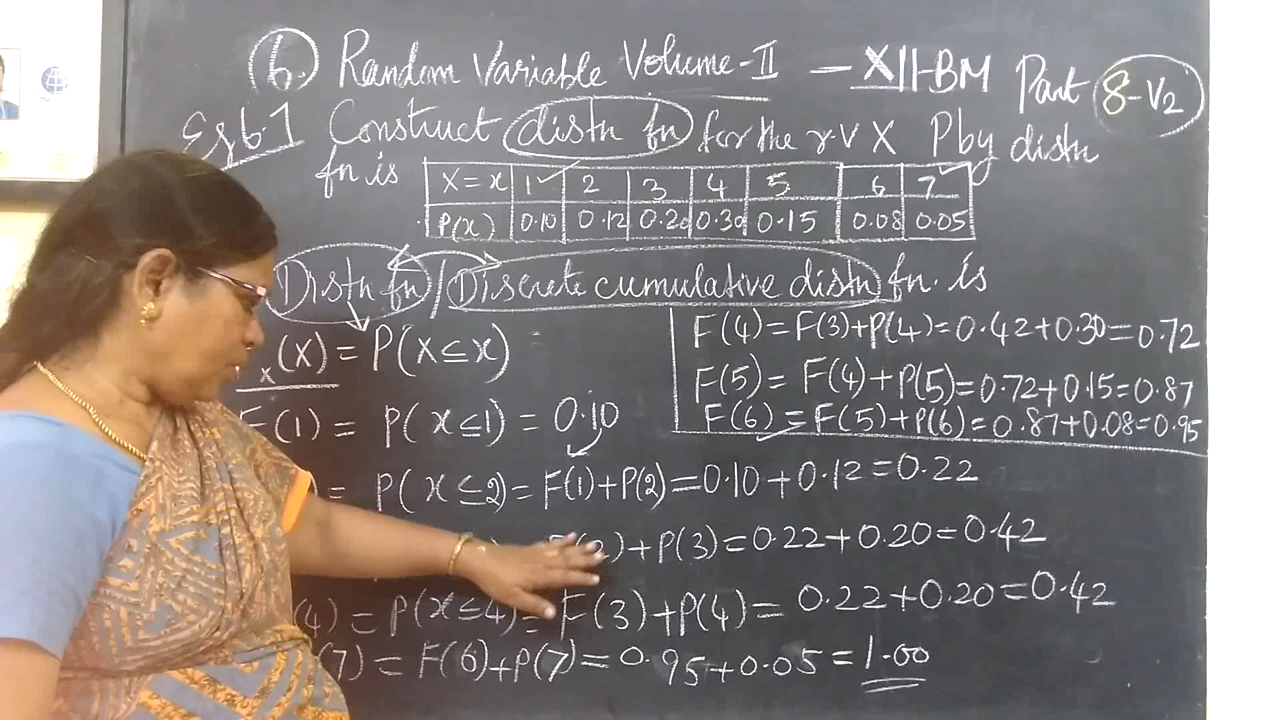 6. Random Variable Volume-II — XII-BM Part 8-V2
Eg 6.1 Construct distn fn for the r.v X Pby distn
fn. is
X=x 1 2 3 4 5 6 7
P(x) 0.10 0.12 0.20 0.30 0.15 0.08 0.05
Distn fn / Discrete cumulative distn fn. is
x(x) = P(X≤x)
F(1) = P(x≤1) = 0.10
= P(x≤2) = F(1)+P(2) = 0.10+0.12 = 0.22
F(2)+P(3) = 0.22+0.20 = 0.42
(4) = P(x≤4) = F(3)+P(4) = 0.22+0.20 = 0.42
(7) = F(6)+P(7) = 0.95+0.05 = 1.00
F(4) = F(3)+P(4) = 0.42+0.30 = 0.72
F(5) = F(4)+P(5) = 0.72+0.15 = 0.87
F(6) = F(5)+P(6) = 0.87+0.08 = 0.95